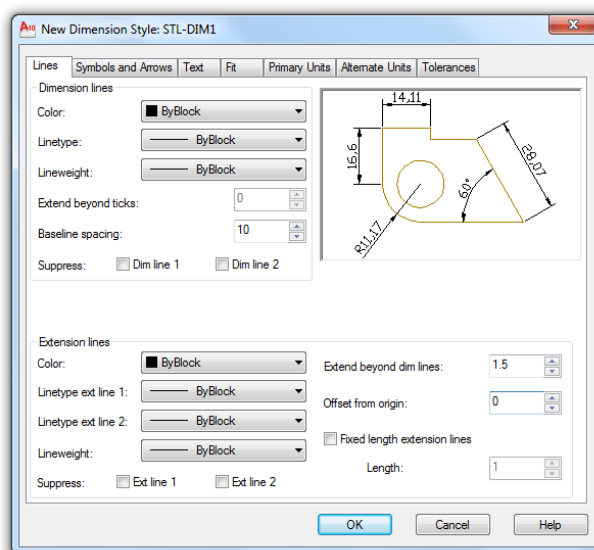 New Dimension Style: STL-DIM1
Lines Symbols and Arrows Text Fit Primary Units Alternate Units Tolerances
Dimension lines
Color: ByBlock
Linetype: ByBlock
Lineweight: ByBlock
Extend beyond ticks: 0
Baseline spacing: 10
Suppress: Dim line 1 Dim line 2
14,11
16,6
28,07
60°
R11,17
Extension lines
Color: ByBlock
Linetype ext line 1: ByBlock
Linetype ext line 2: ByBlock
Lineweight: ByBlock
Suppress: Ext line 1 Ext line 2
Extend beyond dim lines: 1.5
Offset from origin: 0
Fixed length extension lines
Length: 1
OK Cancel Help